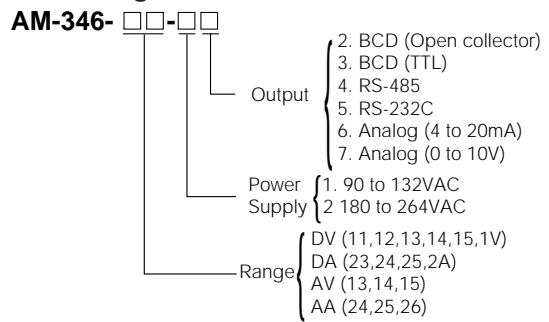 AM-346- □□-□□
Output
2. BCD (Open collector)
3. BCD (TTL)
4. RS-485
5. RS-232C
6. Analog (4 to 20mA)
7. Analog (0 to 10V)
Power
Supply
1. 90 to 132VAC
2 180 to 264VAC
Range
DV (11,12,13,14,15,1V)
DA (23,24,25,2A)
AV (13,14,15)
AA (24,25,26)